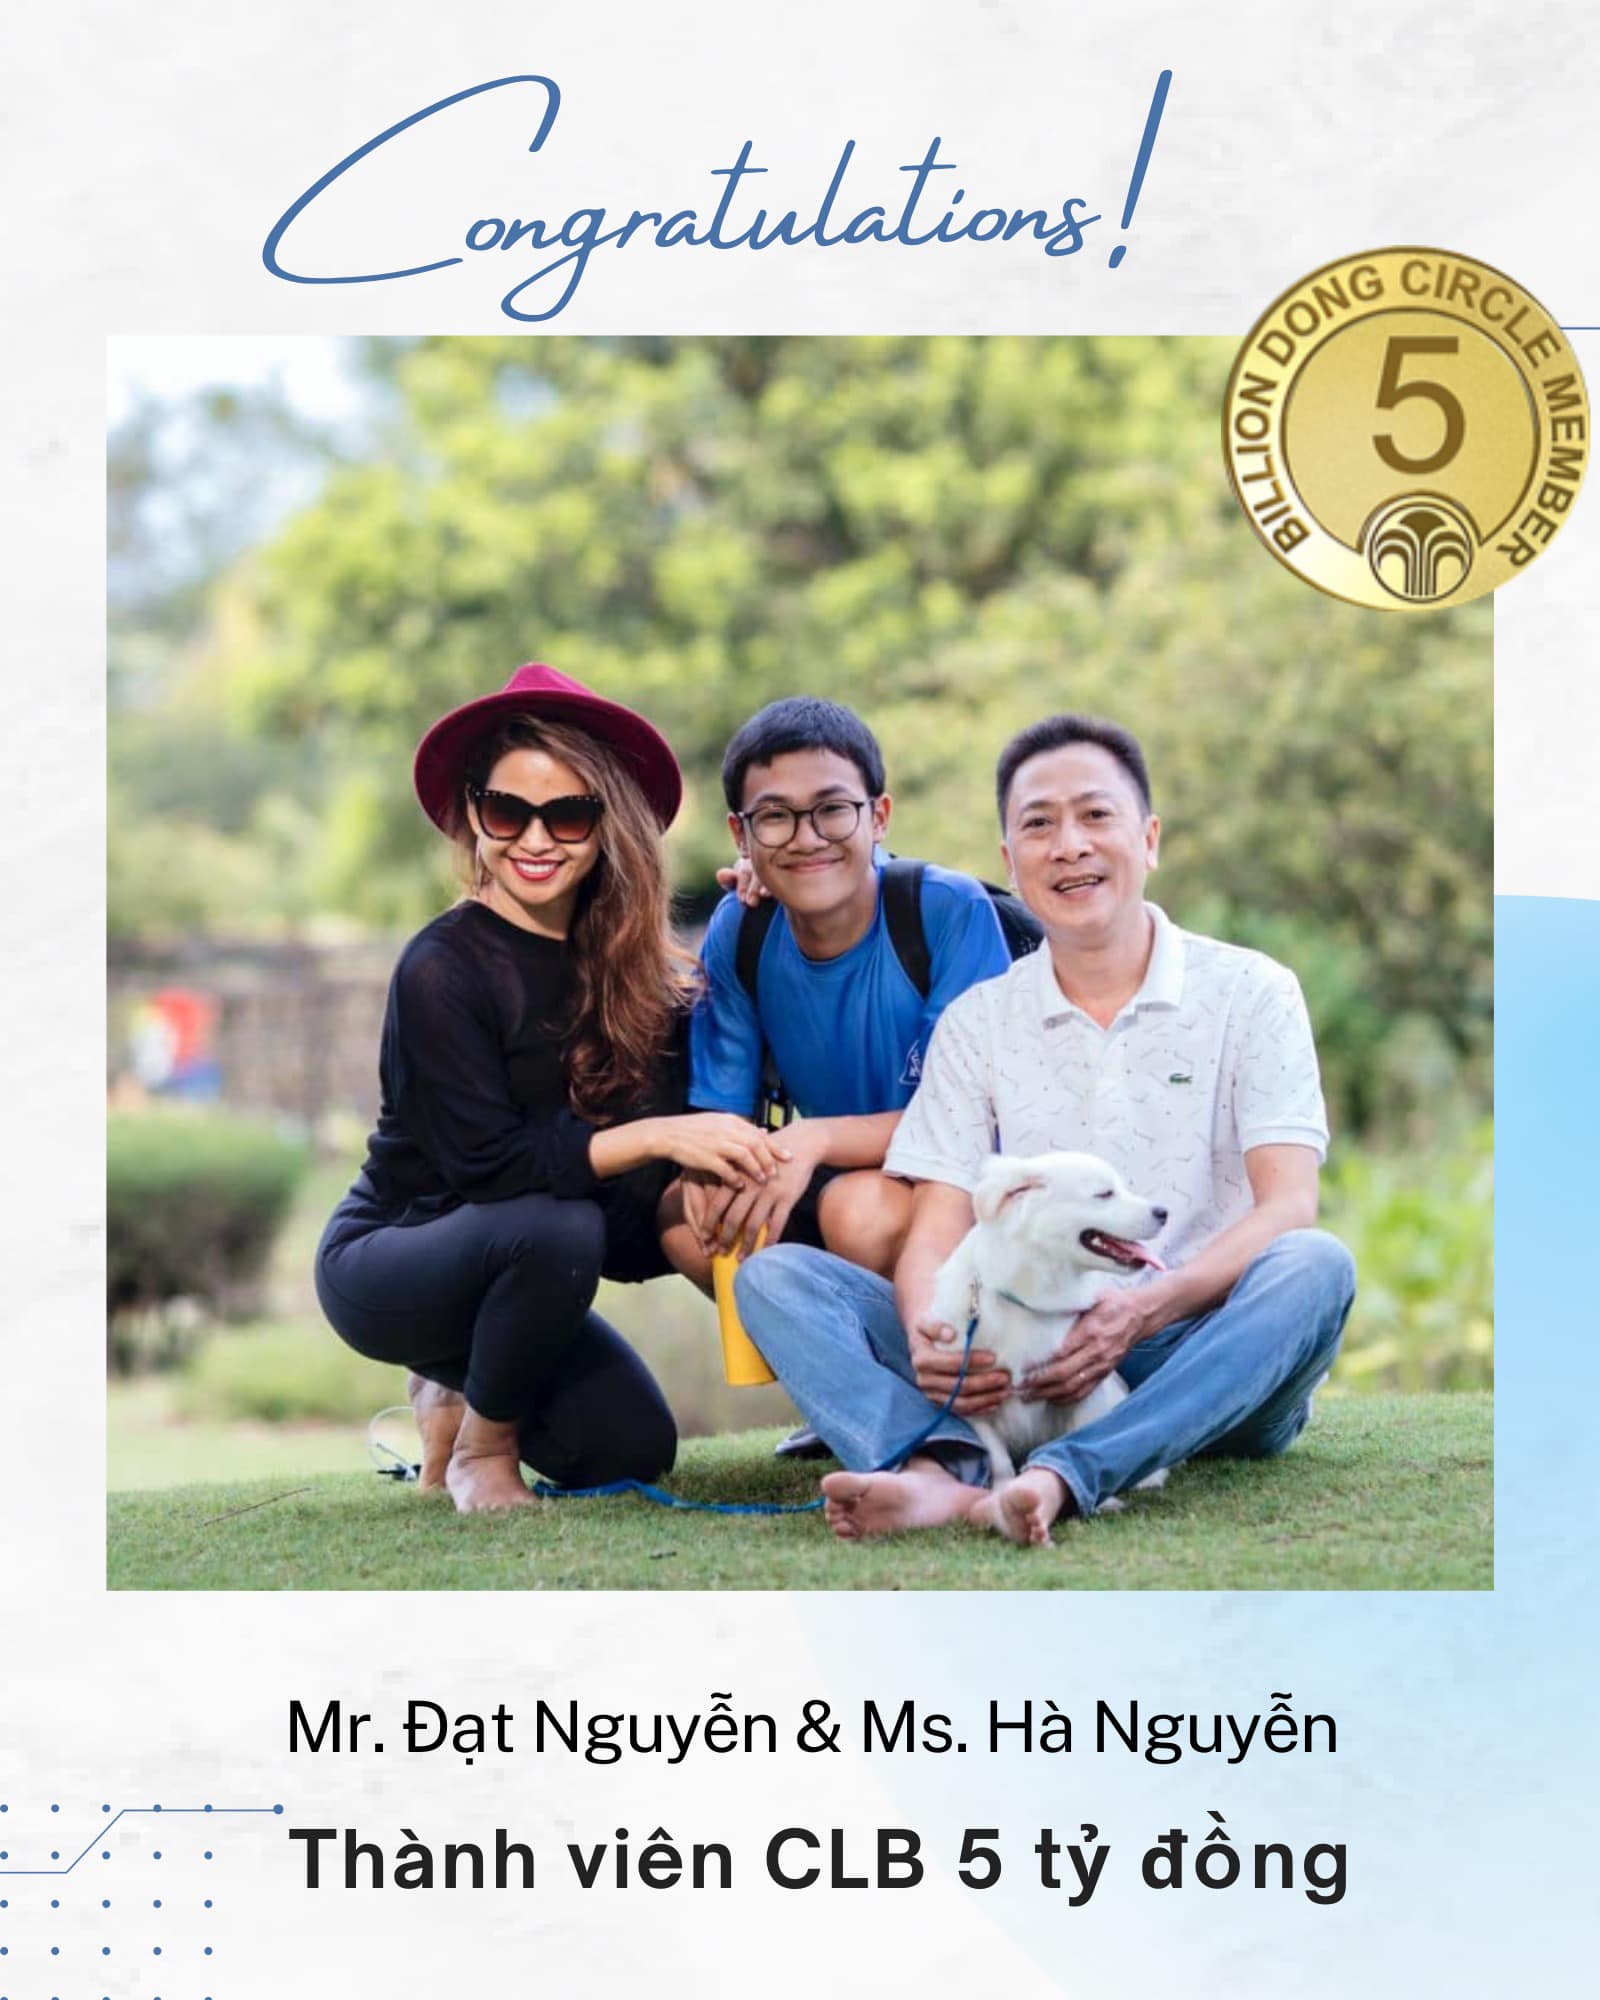 Congratulations!
BILLION DONG CIRCLE MEMBER
5
Mr. Đạt Nguyễn & Ms. Hà Nguyễn
Thành viên CLB 5 tỷ đồng